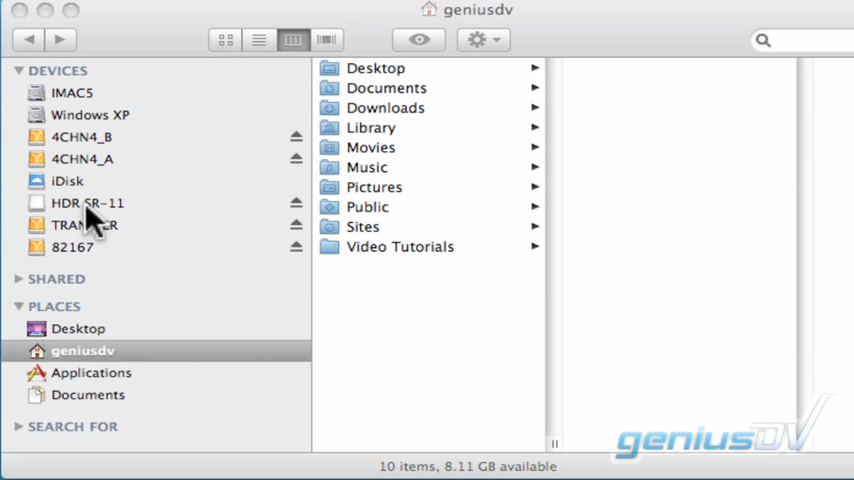 geniusdv
DEVICES
IMAC5
Windows XP
4CHN4_B
4CHN4_A
iDisk
HDR SR-11
82167
SHARED
PLACES
Desktop
geniusdv
Applications
Documents
SEARCH FOR
Desktop
Documents
Downloads
Library
Movies
Music
Pictures
Public
Sites
Video Tutorials
10 items, 8.11 GB available
geniusDV